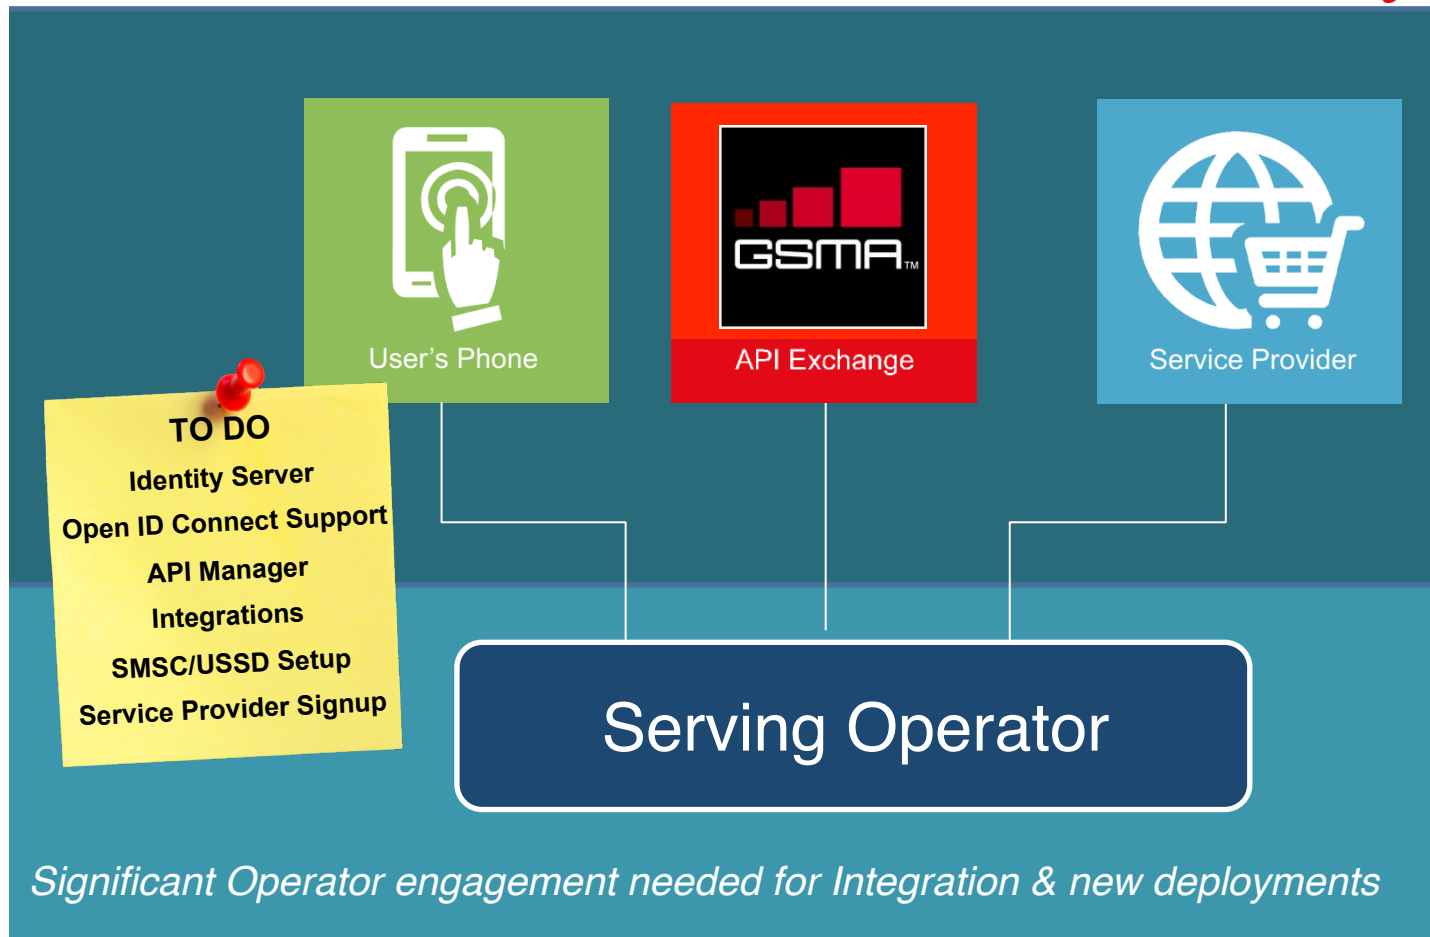 GSMA™
User's Phone
API Exchange
Service Provider
TO DO
Identity Server
Open ID Connect Support
API Manager
Integrations
SMSC/USSD Setup
Service Provider Signup
Serving Operator
Significant Operator engagement needed for Integration & new deployments